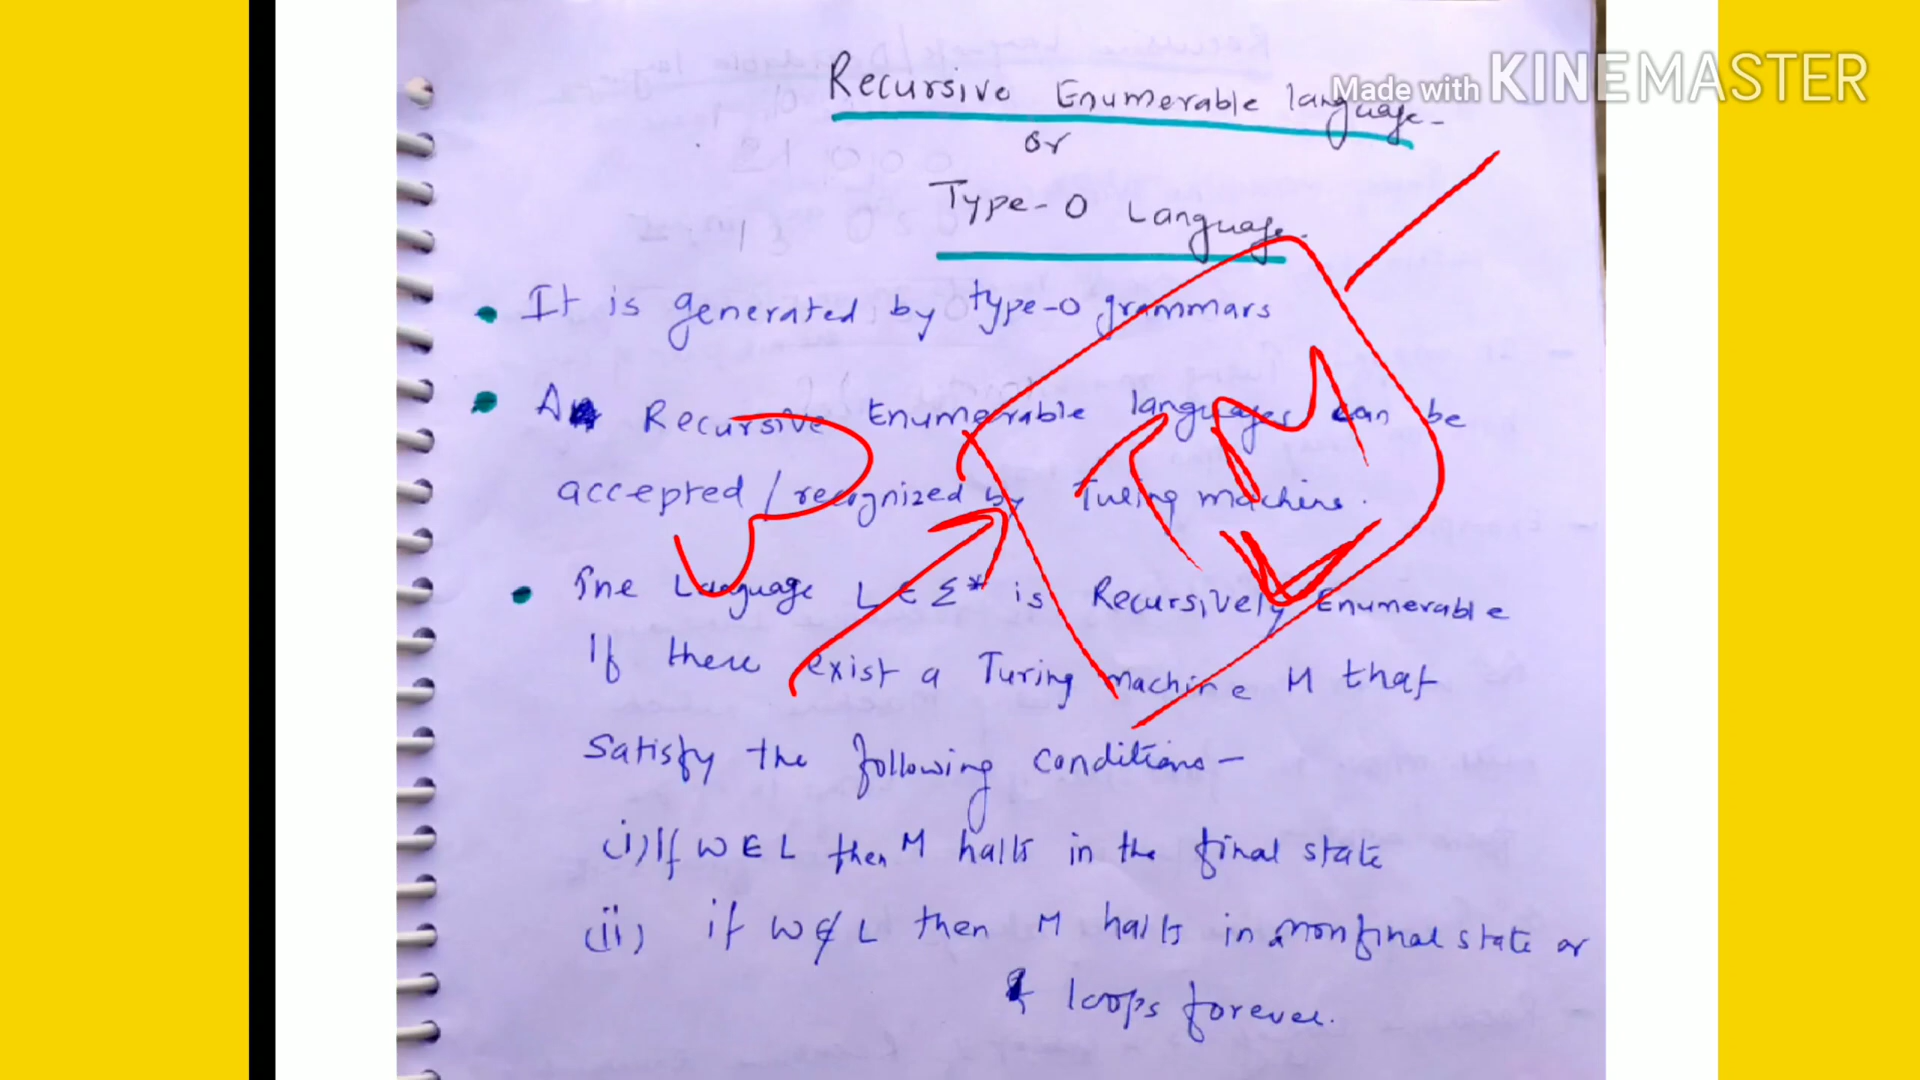 Made with KINEMASTER
Recursive Enumerable language-
or
Type-0 Language.
It is generated by type-0 grammars
A Recursive Enumerable languages can be
accepted / recognized by Turing machine.
The Language L ∈ Σ* is Recursively Enumerable
If there exist a Turing machine M that
satisfy the following conditions-
(i) If w ∈ L then M halts in the final state
(ii) if w ∉ L then M halts in a non final state or
loops forever.
TM